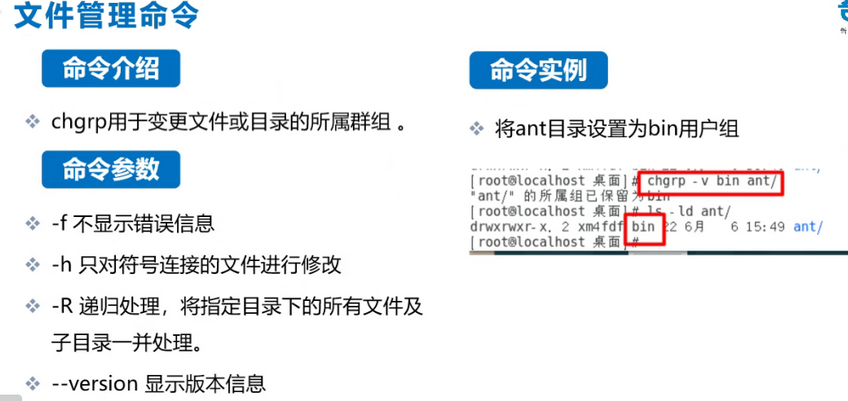 文件管理命令
命令介绍
chgrp用于变更文件或目录的所属群组 。
命令参数
-f 不显示错误信息
-h 只对符号连接的文件进行修改
-R 递归处理，将指定目录下的所有文件及
子目录一并处理。
--version 显示版本信息
命令实例
将ant目录设置为bin用户组
[root@localhost 桌面]# chgrp -v bin ant/
"ant/" 的所属组已保留为bin
[root@localhost 桌面]# ls -ld ant/
drwxrwxr-x. 2 xm4fdf bin 22 6月 6 15:49 ant/
[root@localhost 桌面]#